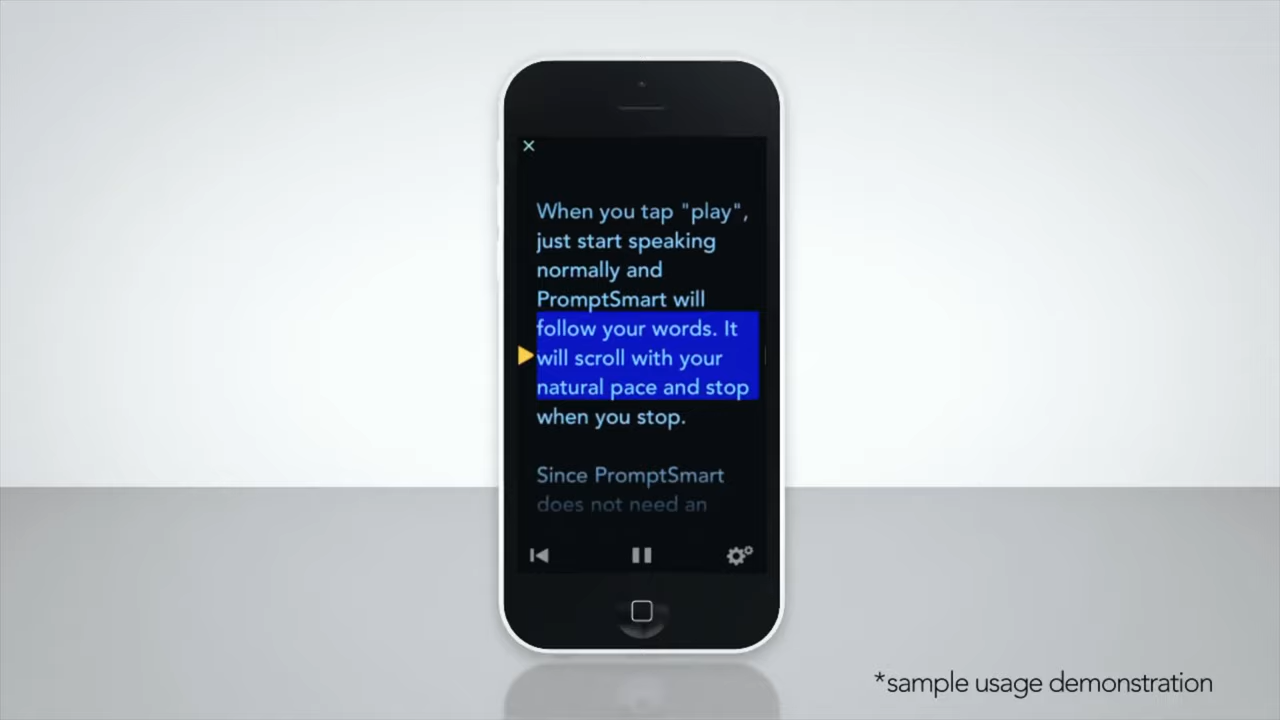 When you tap "play",
just start speaking
normally and
PromptSmart will
follow your words. It
will scroll with your
natural pace and stop
when you stop.
Since PromptSmart
does not need an
*sample usage demonstration